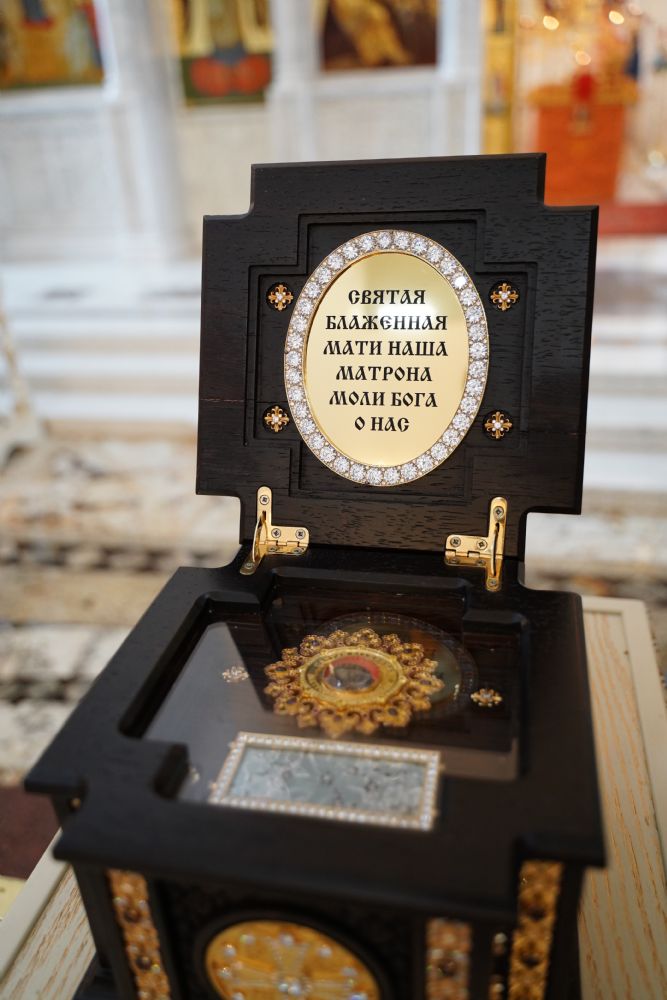 СВЯТАЯ
БЛАЖЕННАЯ
МАТИ НАША
МАТРОНА
МОЛИ БОГА
О НАС